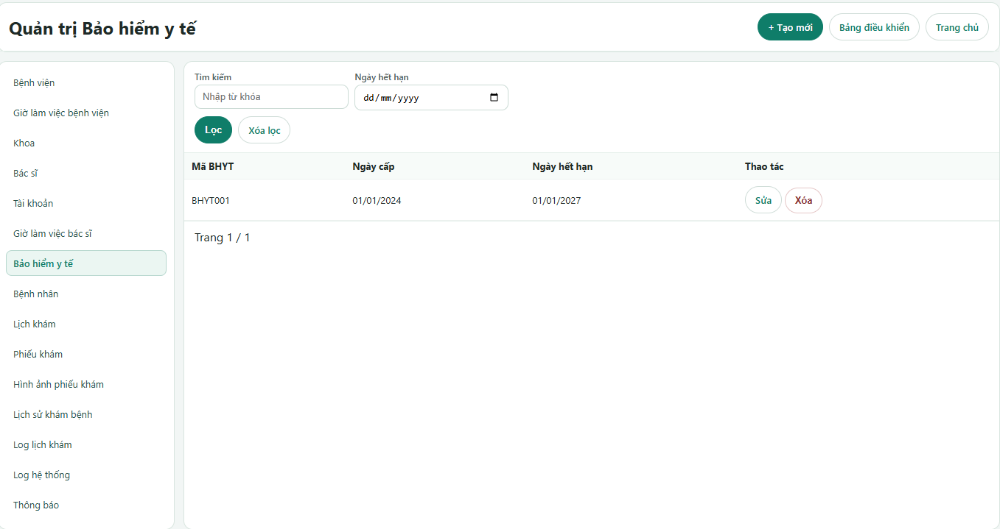 Quản trị Bảo hiểm y tế
+ Tạo mới
Bảng điều khiển
Trang chủ
Bệnh viện
Giờ làm việc bệnh viện
Khoa
Bác sĩ
Tài khoản
Giờ làm việc bác sĩ
Bảo hiểm y tế
Bệnh nhân
Lịch khám
Phiếu khám
Hình ảnh phiếu khám
Lịch sử khám bệnh
Log lịch khám
Log hệ thống
Thông báo
Tìm kiếm
Ngày hết hạn
Nhập từ khóa
dd/mm/yyyy
Lọc
Xóa lọc
Mã BHYT Ngày cấp Ngày hết hạn Thao tác
BHYT001 01/01/2024 01/01/2027 Sửa Xóa
Trang 1 / 1